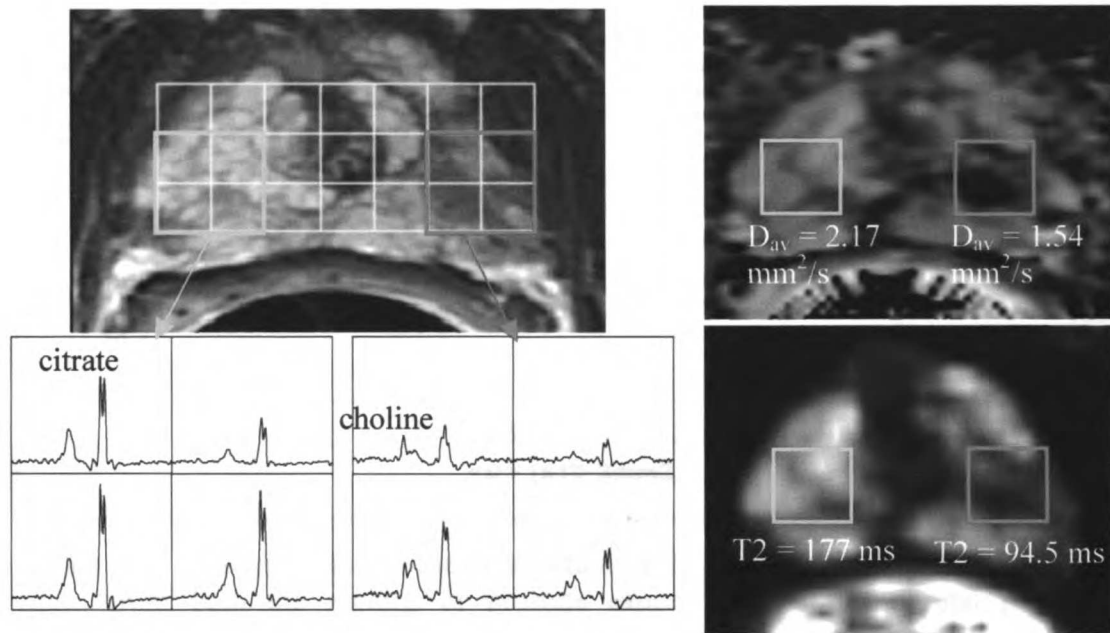 citrate
choline
D_av = 2.17
mm²/s
D_av = 1.54
mm²/s
T2 = 177 ms
T2 = 94.5 ms